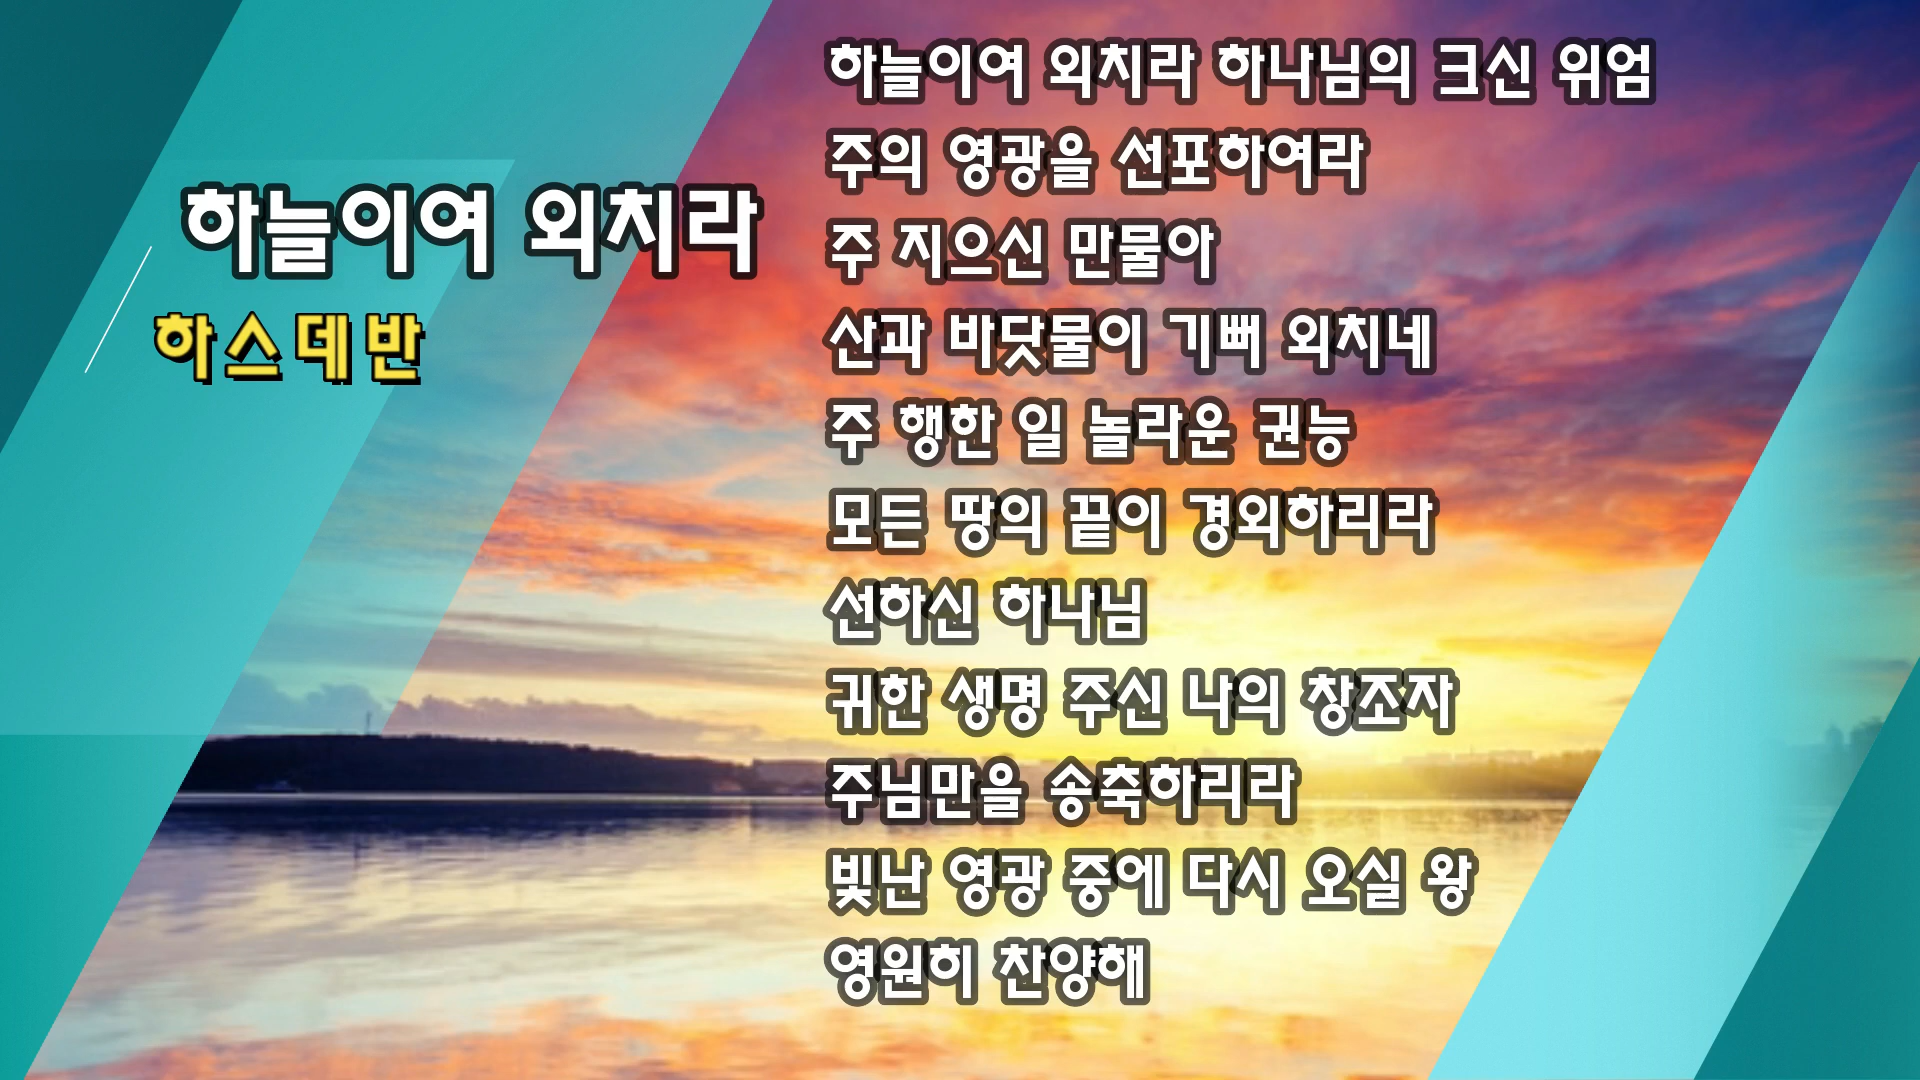 하늘이여 외치라
하스데반
하늘이여 외치라 하나님의 크신 위엄
주의 영광을 선포하여라
주 지으신 만물아
산과 바닷물이 기뻐 외치네
주 행한 일 놀라운 권능
모든 땅의 끝이 경외하리라
선하신 하나님
귀한 생명 주신 나의 창조자
주님만을 송축하리라
빛난 영광 중에 다시 오실 왕
영원히 찬양해